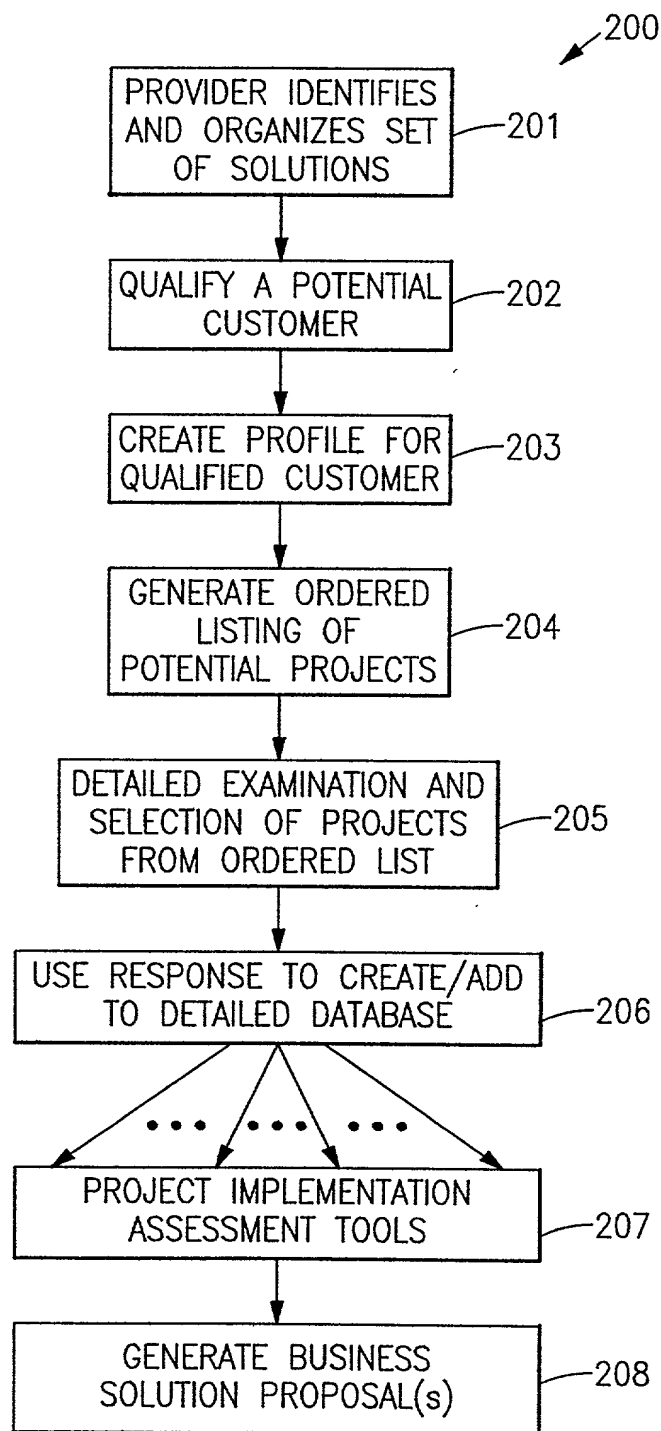 200
PROVIDER IDENTIFIES
AND ORGANIZES SET
OF SOLUTIONS
201
QUALIFY A POTENTIAL
CUSTOMER
202
CREATE PROFILE FOR
QUALIFIED CUSTOMER
203
GENERATE ORDERED
LISTING OF
POTENTIAL PROJECTS
204
DETAILED EXAMINATION AND
SELECTION OF PROJECTS
FROM ORDERED LIST
205
USE RESPONSE TO CREATE/ADD
TO DETAILED DATABASE
206
••• ••• •••
PROJECT IMPLEMENTATION
ASSESSMENT TOOLS
207
GENERATE BUSINESS
SOLUTION PROPOSAL(s)
208